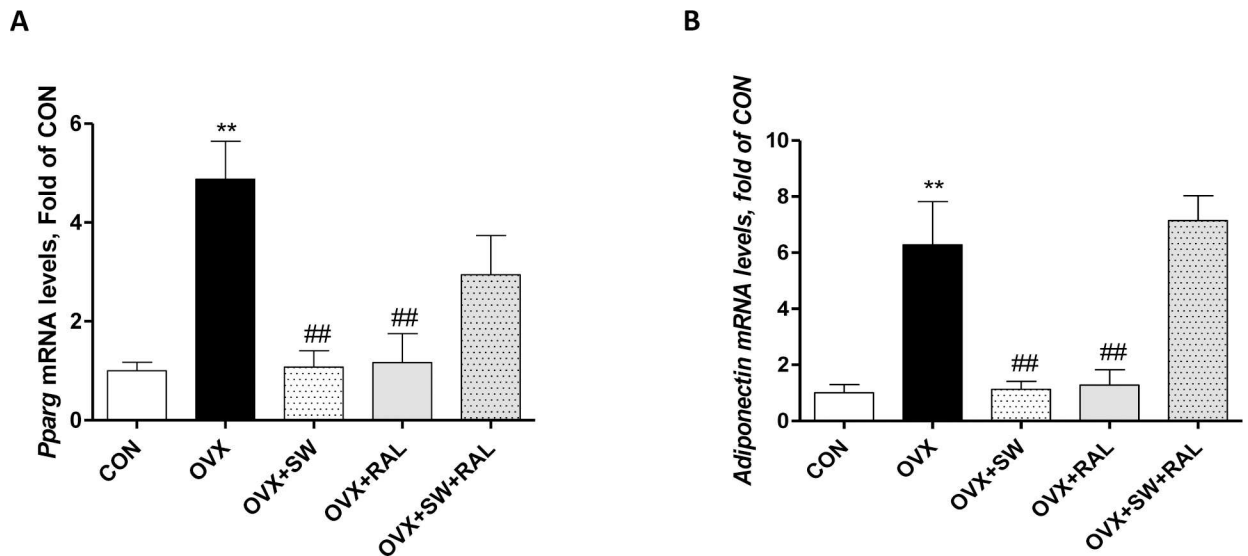 A
Pparg mRNA levels, Fold of CON
6
4
2
0
**
##
##
CON
OVX
OVX+SW
OVX+RAL
OVX+SW+RAL
B
Adiponectin mRNA levels, fold of CON
10
8
6
4
2
0
**
##
##
CON
OVX
OVX+SW
OVX+RAL
OVX+SW+RAL